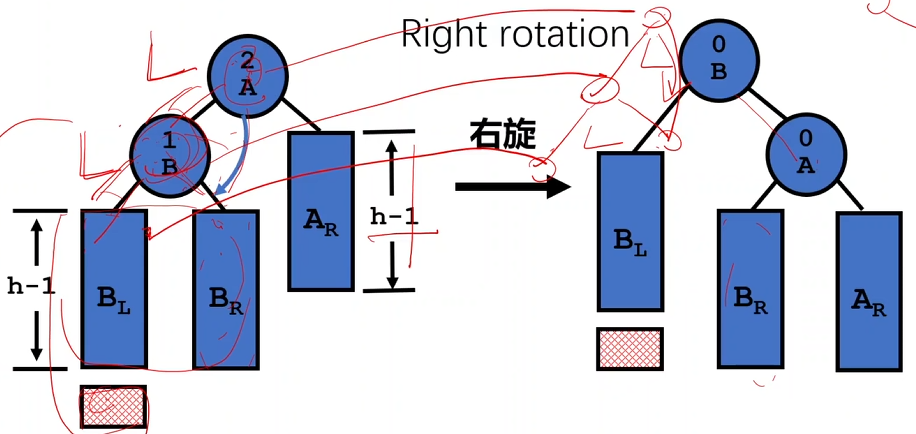 Right rotation
右旋
2
A
1
B
A_R
h-1
h-1
B_L
B_R
0
B
0
A
B_L
B_R
A_R